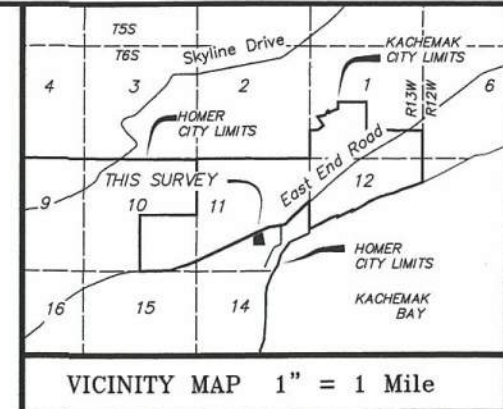 T5S
T6S
Skyline Drive
KACHEMAK
CITY LIMITS
4
3
2
1
R13W
R12W
6
HOMER
CITY LIMITS
THIS SURVEY
East End Road
9
10
11
12
HOMER
CITY LIMITS
16
15
14
KACHEMAK
BAY
VICINITY MAP 1" = 1 Mile